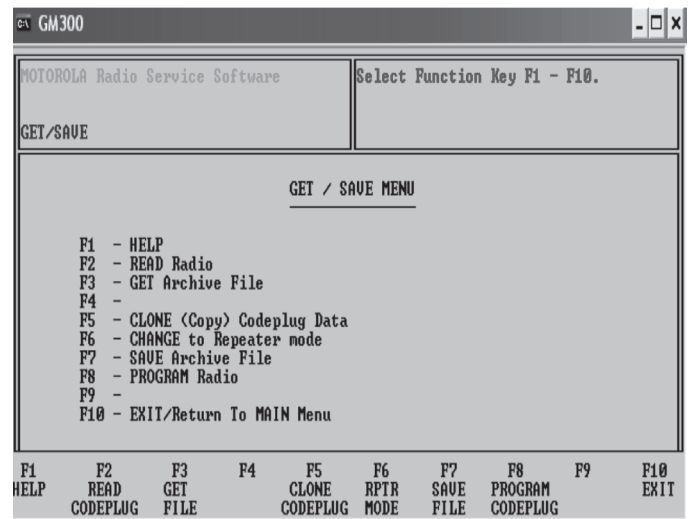 GM300
MOTOROLA Radio Service Software
Select Function Key F1 - F10.
GET/SAVE
GET / SAVE MENU
F1 - HELP
F2 - READ Radio
F3 - GET Archive File
F4 -
F5 - CLONE (Copy) Codeplug Data
F6 - CHANGE to Repeater mode
F7 - SAVE Archive File
F8 - PROGRAM Radio
F9 -
F10 - EXIT/Return To MAIN Menu
F1 F2 F3 F4 F5 F6 F7 F8 F9 F10
HELP READ GET CLONE RPTR SAVE PROGRAM EXIT
CODEPLUG FILE CODEPLUG MODE FILE CODEPLUG